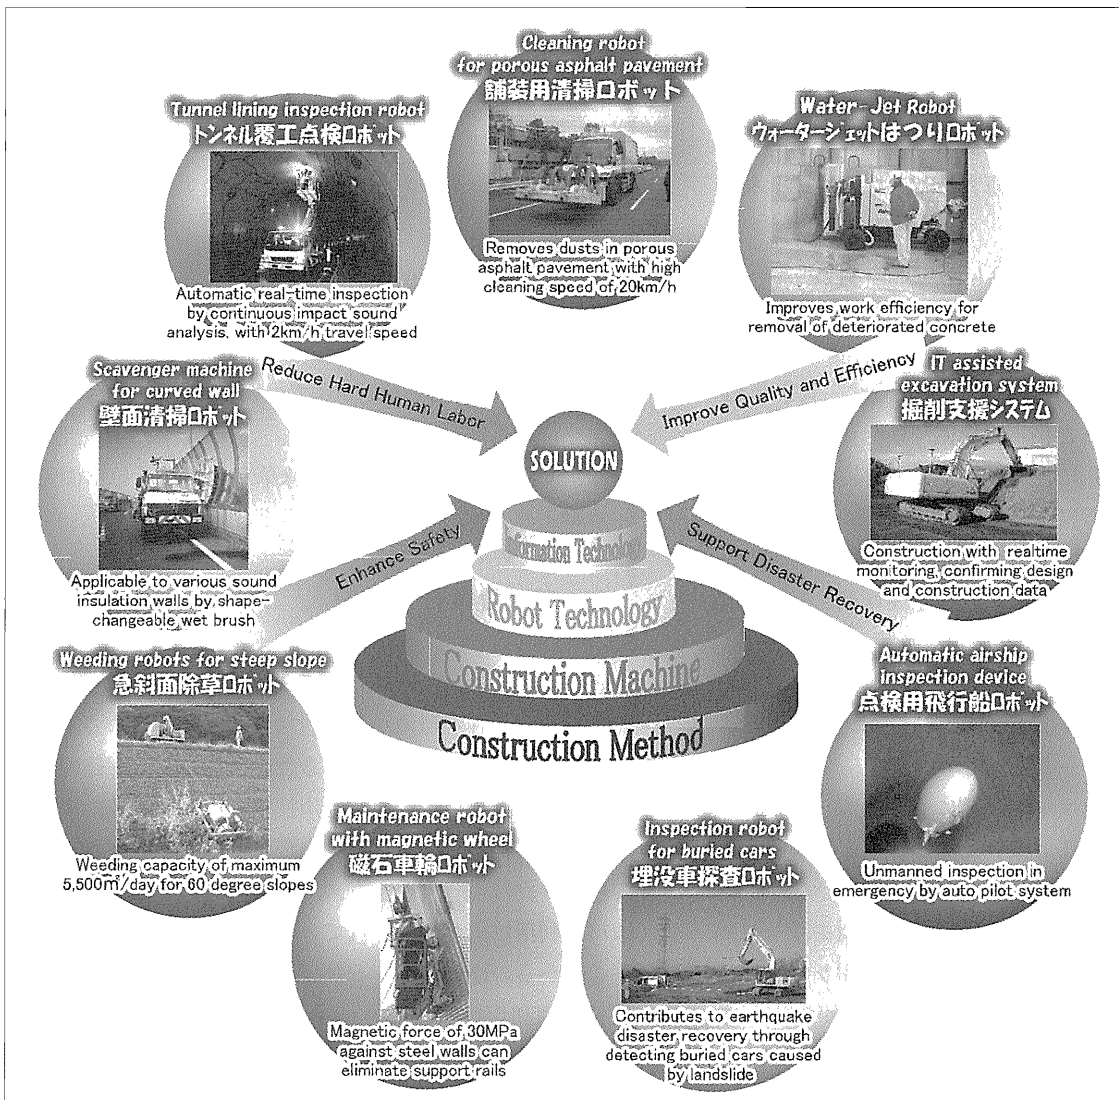 Cleaning robot
for porous asphalt pavement
舗装用清掃ロボット
Removes dusts in porous
asphalt pavement with high
cleaning speed of 20km/h
Tunnel lining inspection robot
トンネル覆工点検ロボット
Automatic real-time inspection
by continuous impact sound
analysis, with 2km/h travel speed
Water-Jet Robot
ウォータージェットはつりロボット
Improves work efficiency for
removal of deteriorated concrete
Scavenger machine
for curved wall
壁面清掃ロボット
Applicable to various sound
insulation walls by shape-
changeable wet brush
Reduce Hard Human Labor
Improve Quality and Efficiency
IT assisted
excavation system
掘削支援システム
Construction with realtime
monitoring, confirming design
and construction data
SOLUTION
Information Technology
Robot Technology
Construction Machine
Construction Method
Enhance Safety
Support Disaster Recovery
Weeding robots for steep slope
急斜面除草ロボット
Weeding capacity of maximum
5,500m²/day for 60 degree slopes
Automatic airship
inspection device
点検用飛行船ロボット
Unmanned inspection in
emergency by auto pilot system
Maintenance robot
with magnetic wheel
磁石車輪ロボット
Magnetic force of 30MPa
against steel walls can
eliminate support rails
Inspection robot
for buried cars
埋没車探査ロボット
Contributes to earthquake
disaster recovery through
detecting buried cars caused
by landslide